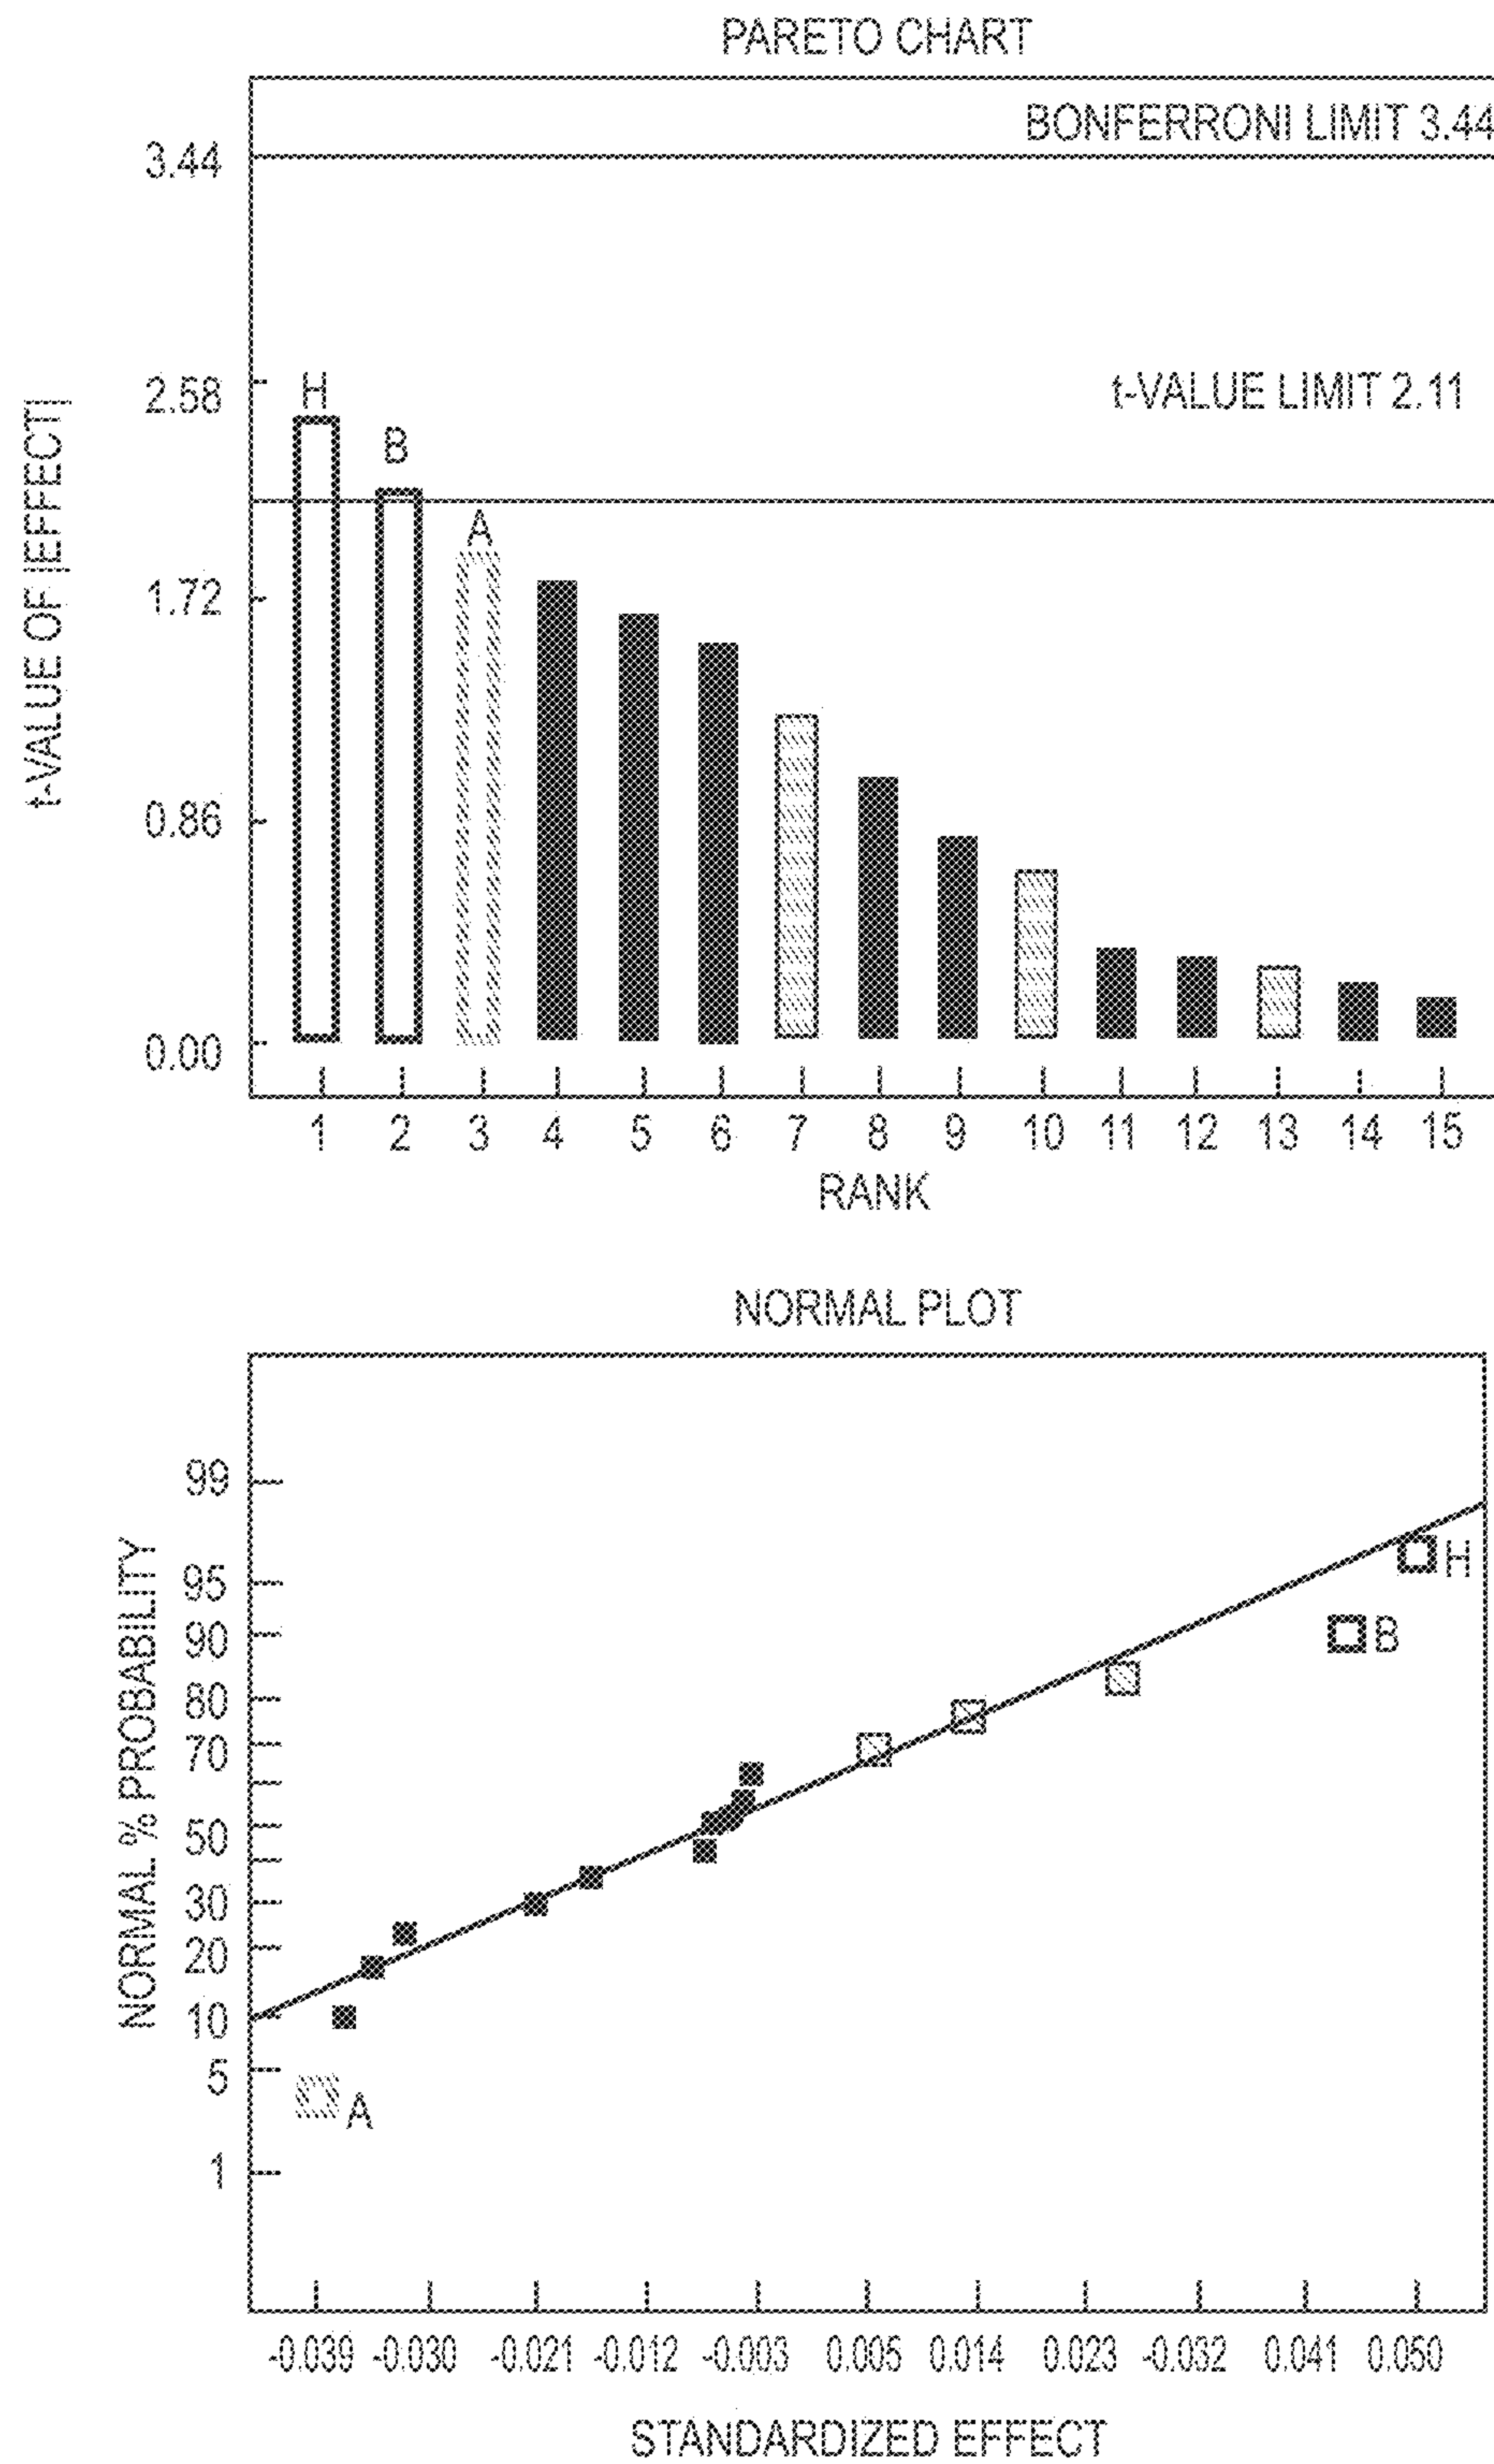 PARETO CHART
BONFERRONI LIMIT 3.44
3.44
2.58
H
t-VALUE LIMIT 2.11
B
A
1.72
0.86
0.00
t-VALUE OF |EFFECT|
1 2 3 4 5 6 7 8 9 10 11 12 13 14 15
RANK
NORMAL PLOT
99
95
90
80
70
50
30
20
10
5
1
NORMAL % PROBABILITY
H
B
A
-0.039 -0.030 -0.021 -0.012 -0.003 0.005 0.014 0.023 -0.032 0.041 0.050
STANDARDIZED EFFECT